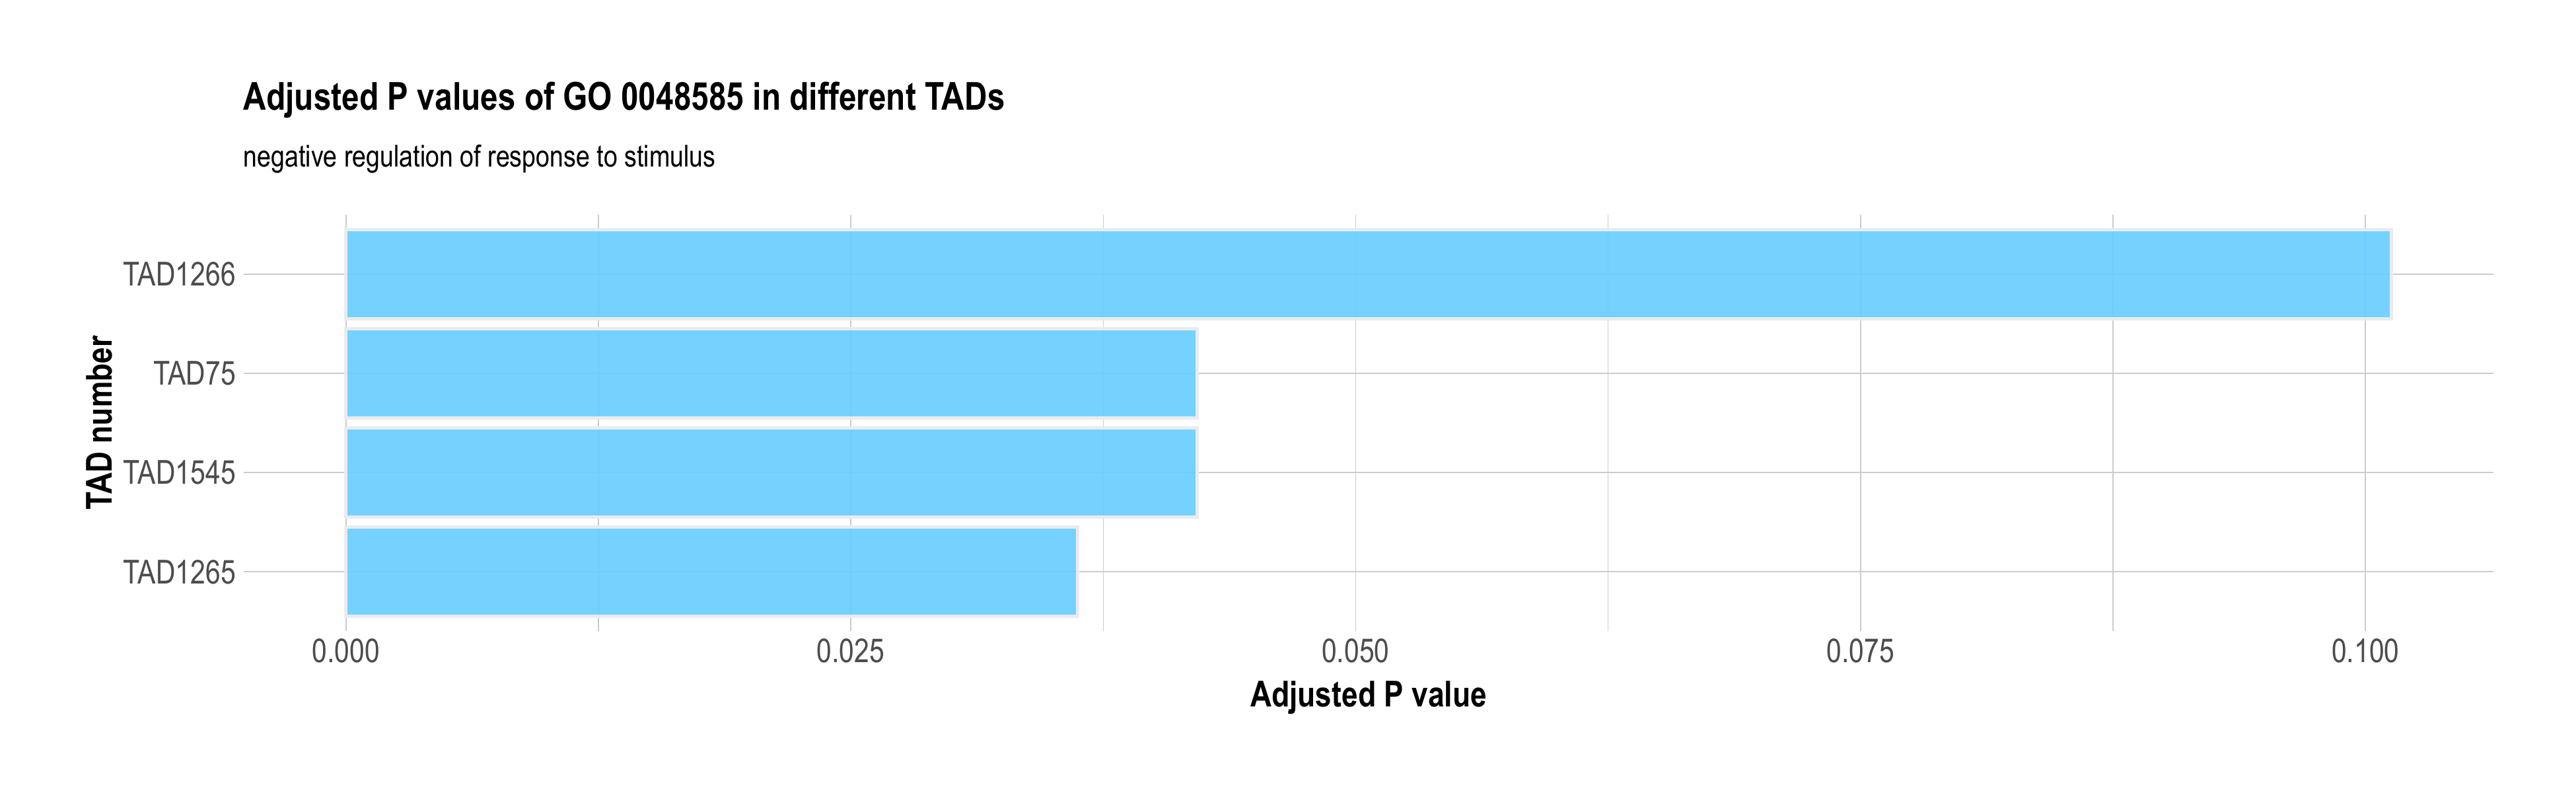 Adjusted P values of GO 0048585 in different TADs
negative regulation of response to stimulus
TAD number
TAD1266
TAD75
TAD1545
TAD1265
0.000 0.025 0.050 0.075 0.100
Adjusted P value